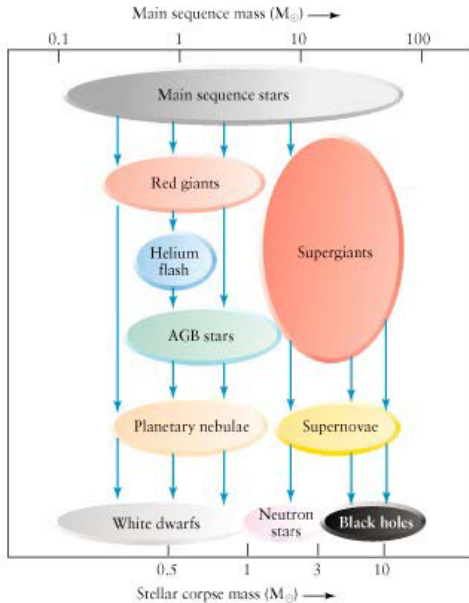 Main sequence mass (M☉) →
0.1 1 10 100
Main sequence stars
Red giants
Helium
flash
Supergiants
AGB stars
Planetary nebulae
Supernovae
White dwarfs
Neutron
stars
Black holes
0.5 1 3 10
Stellar corpse mass (M☉) →